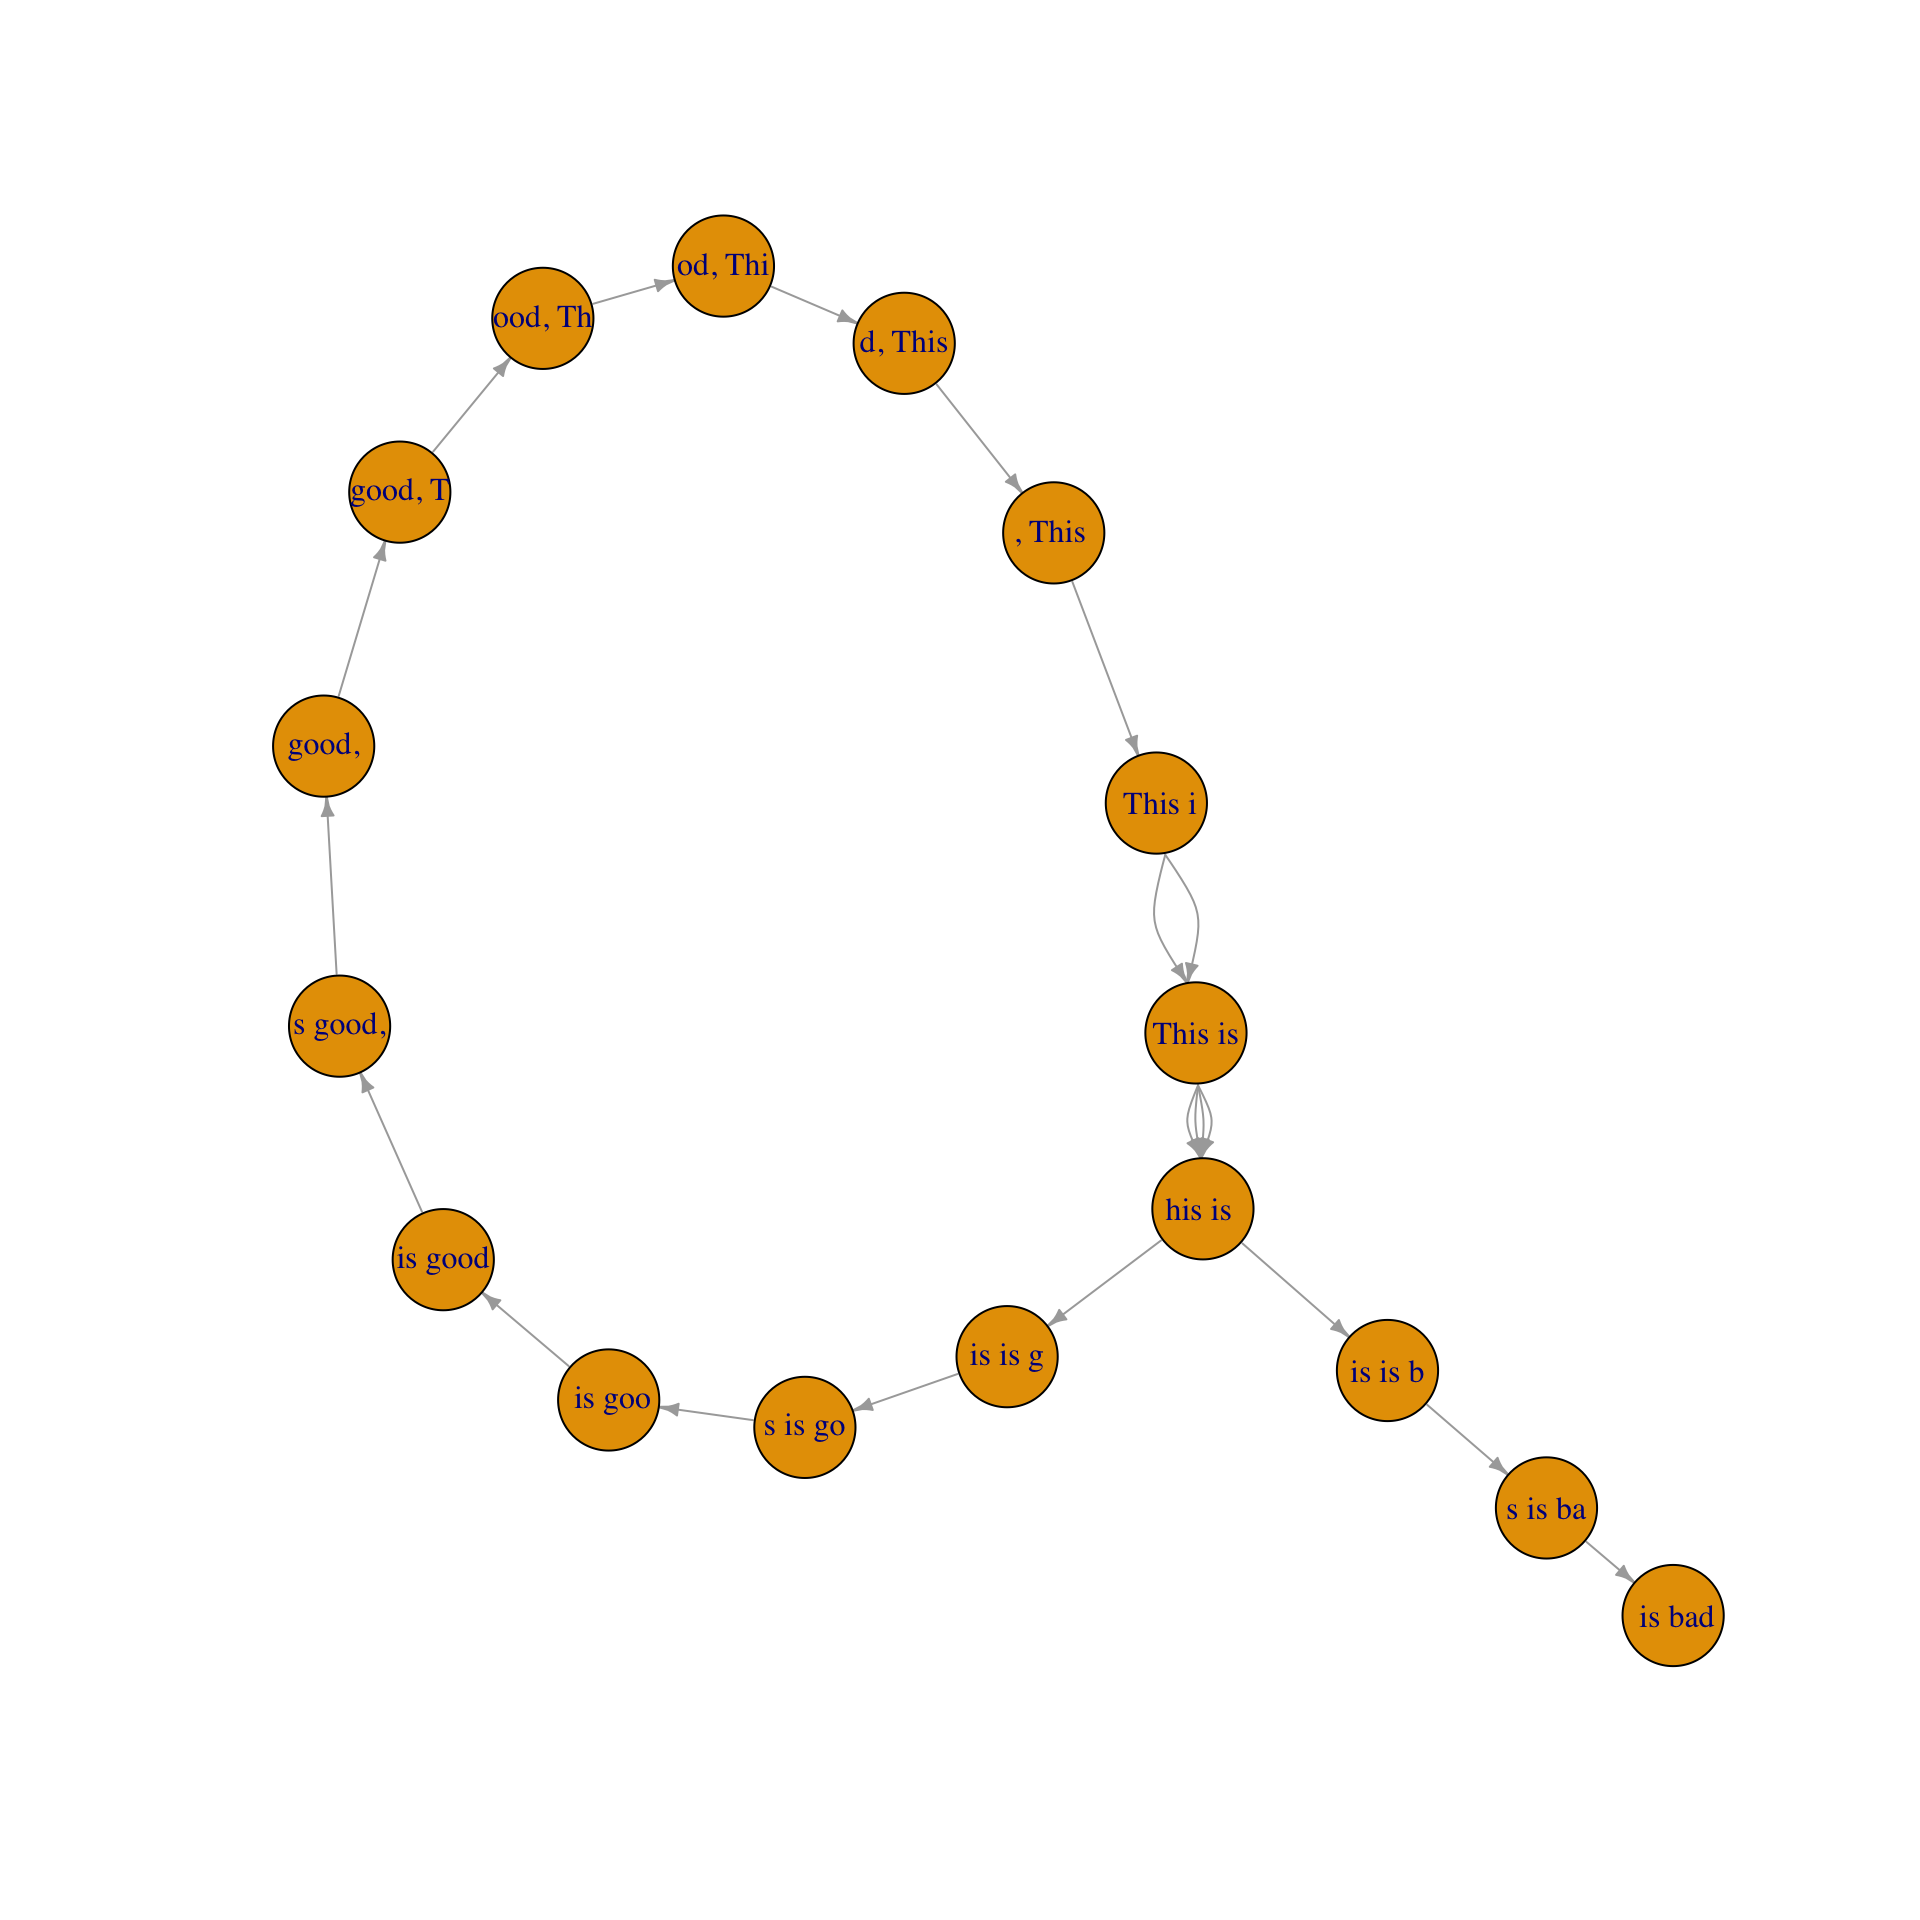 od, Thi
ood, Th
d, This
good, T
, This
good,
This i
s good,
This is
his is
is good
is is g
is is b
is goo
s is go
s is ba
is bad